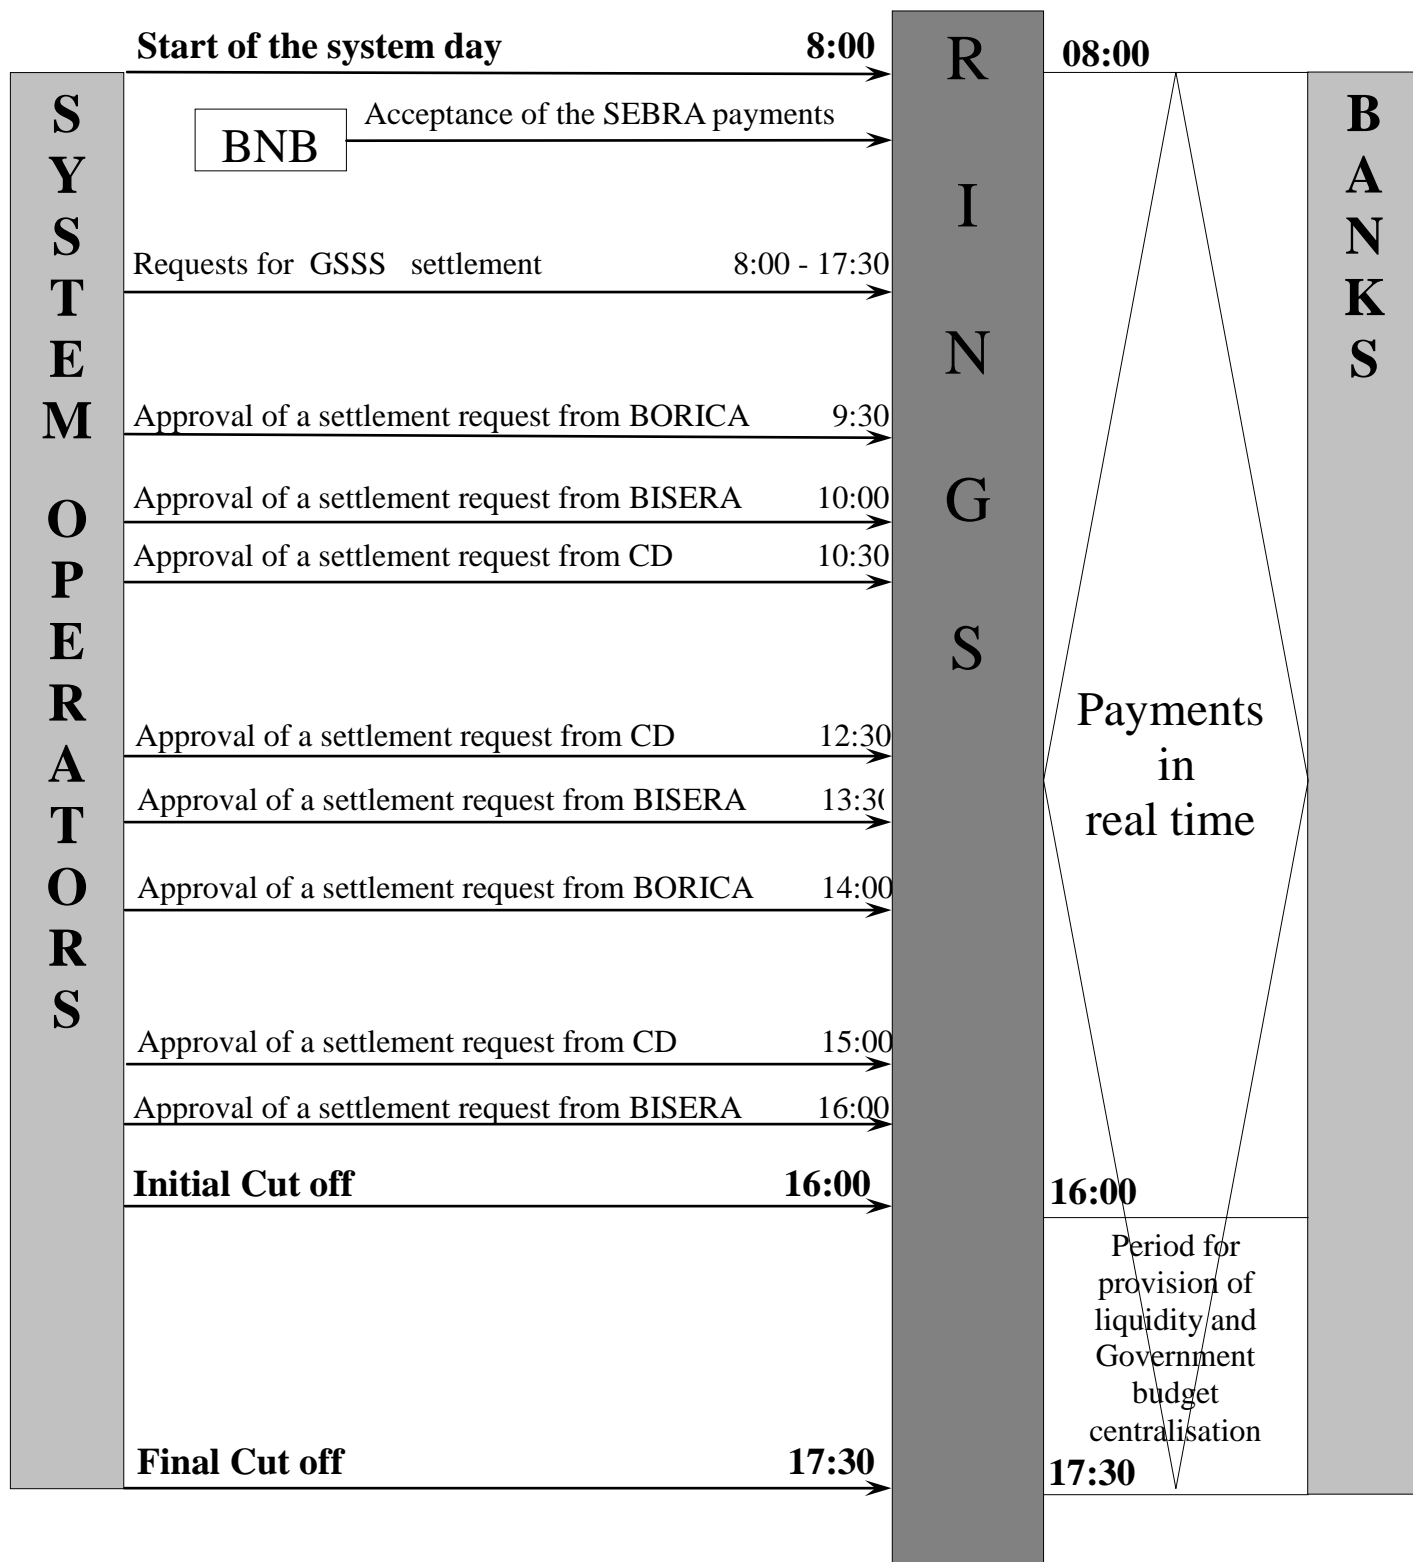 Start of the system day 8:00
08:00
SYSTEM OPERATORS
RINGS
BANKS
Acceptance of the SEBRA payments
BNB
Requests for GSSS settlement 8:00 - 17:30
Approval of a settlement request from BORICA 9:30
Approval of a settlement request from BISERA 10:00
Approval of a settlement request from CD 10:30
Payments
in
real time
Approval of a settlement request from CD 12:30
Approval of a settlement request from BISERA 13:30
Approval of a settlement request from BORICA 14:00
Approval of a settlement request from CD 15:00
Approval of a settlement request from BISERA 16:00
Initial Cut off 16:00
16:00
Period for
provision of
liquidity and
Government
budget
centralisation
Final Cut off 17:30
17:30